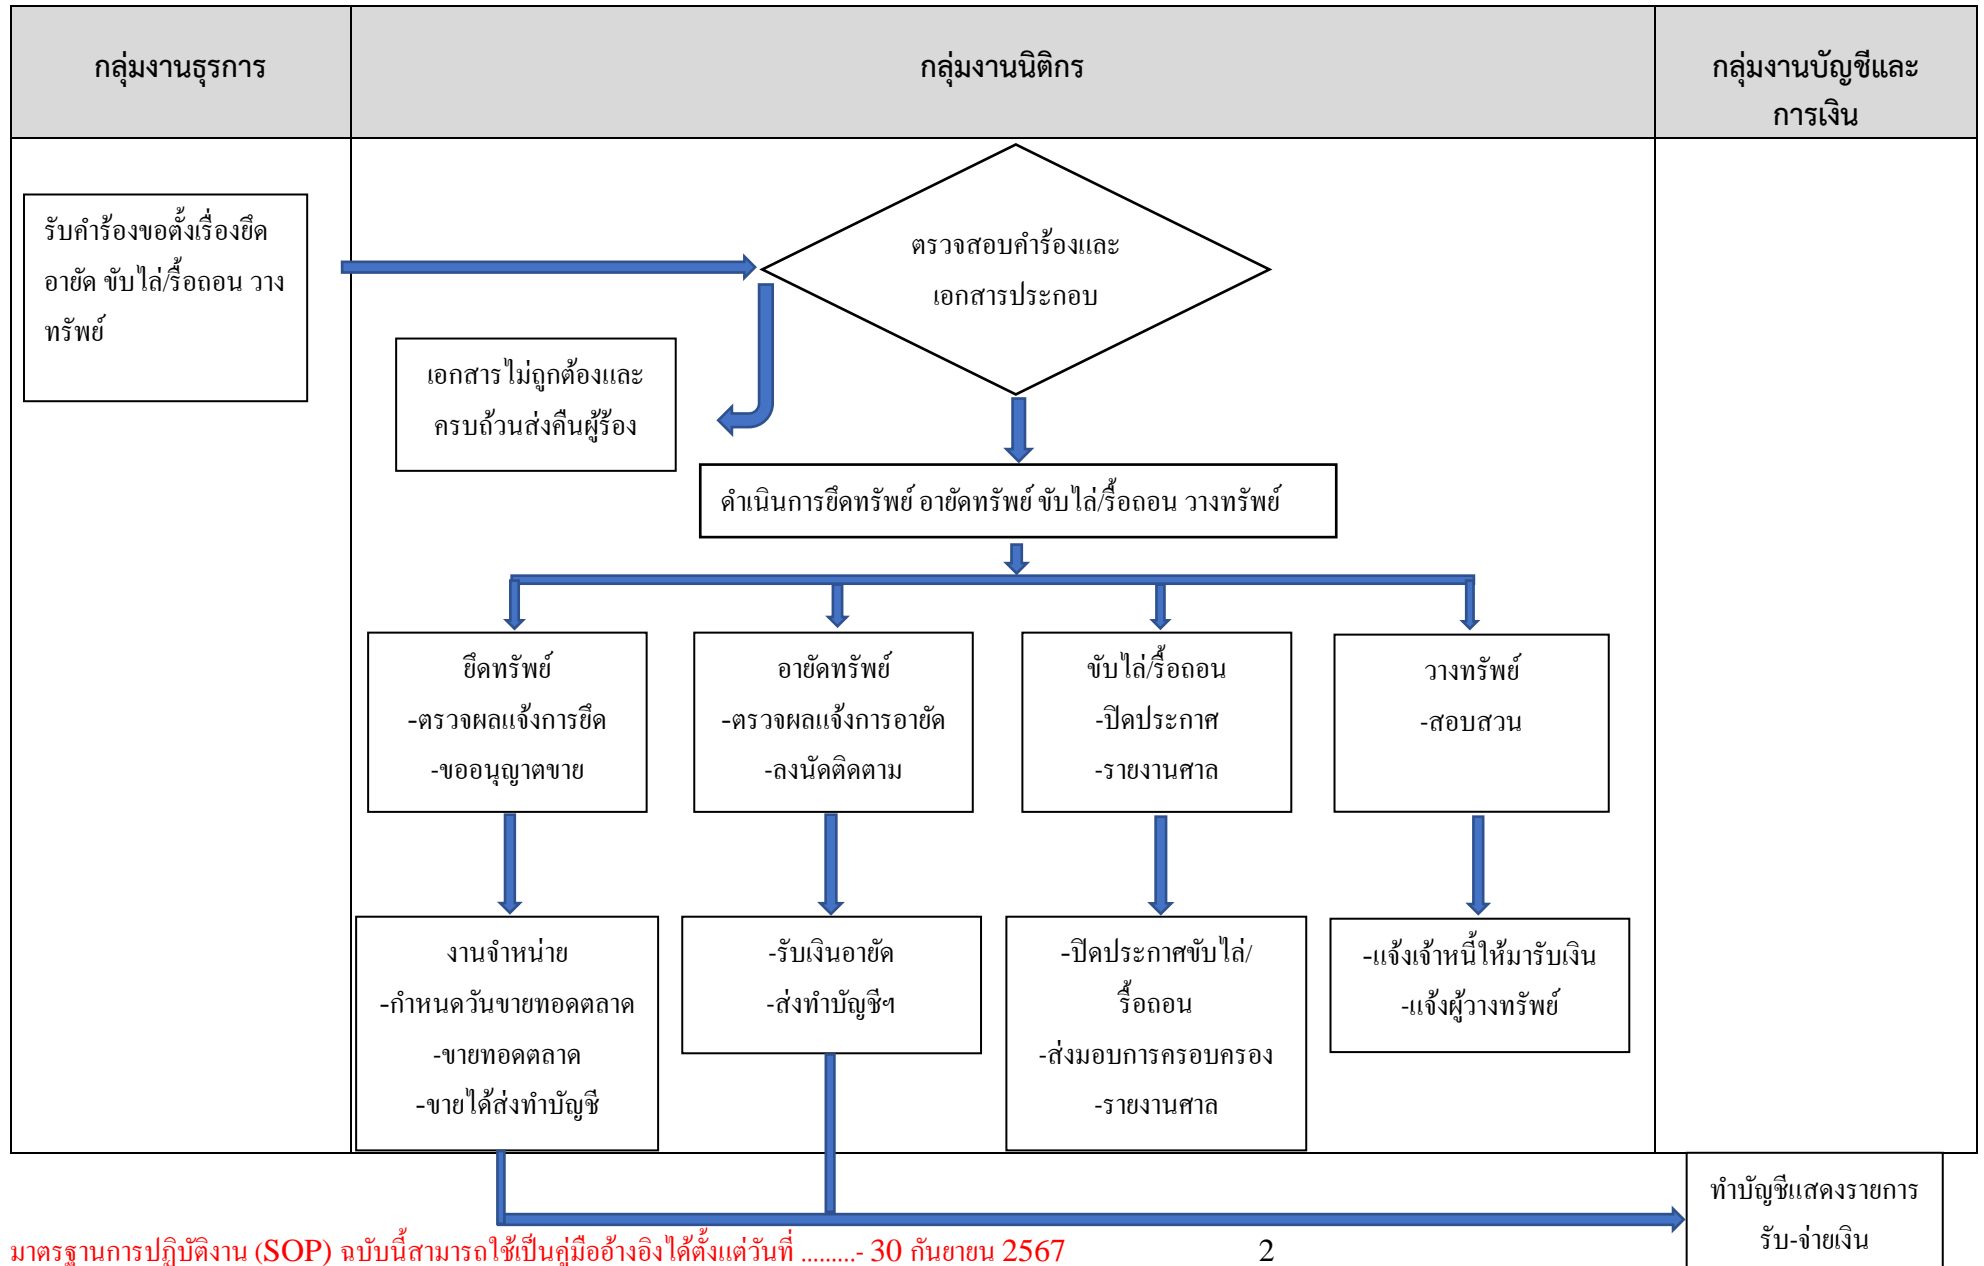 กลุ่มงานธุรการ
กลุ่มงานนิติกร
กลุ่มงานบัญชีและ
การเงิน
รับคำร้องขอตั้งเรื่องยึด
อายัด ขับไล่/รื้อถอน วาง
ทรัพย์
ตรวจสอบคำร้องและ
เอกสารประกอบ
เอกสารไม่ถูกต้องและ
ครบถ้วนส่งคืนผู้ร้อง
ดำเนินการยึดทรัพย์ อายัดทรัพย์ ขับไล่/รื้อถอน วางทรัพย์
ยึดทรัพย์
-ตรวจผลแจ้งการยึด
-ขออนุญาตขาย
อายัดทรัพย์
-ตรวจผลแจ้งการอายัด
-ลงนัดติดตาม
ขับไล่/รื้อถอน
-ปิดประกาศ
-รายงานศาล
วางทรัพย์
-สอบสวน
งานจำหน่าย
-กำหนดวันขายทอดตลาด
-ขายทอดตลาด
-ขายได้ส่งทำบัญชี
-รับเงินอายัด
-ส่งทำบัญชีฯ
-ปิดประกาศขับไล่/
รื้อถอน
-ส่งมอบการครอบครอง
-รายงานศาล
-แจ้งเจ้าหนี้ให้มารับเงิน
-แจ้งผู้วางทรัพย์
ทำบัญชีแสดงรายการ
รับ-จ่ายเงิน
มาตรฐานการปฏิบัติงาน (SOP) ฉบับนี้สามารถใช้เป็นคู่มืออ้างอิงได้ตั้งแต่วันที่ .........- 30 กันยายน 2567
2